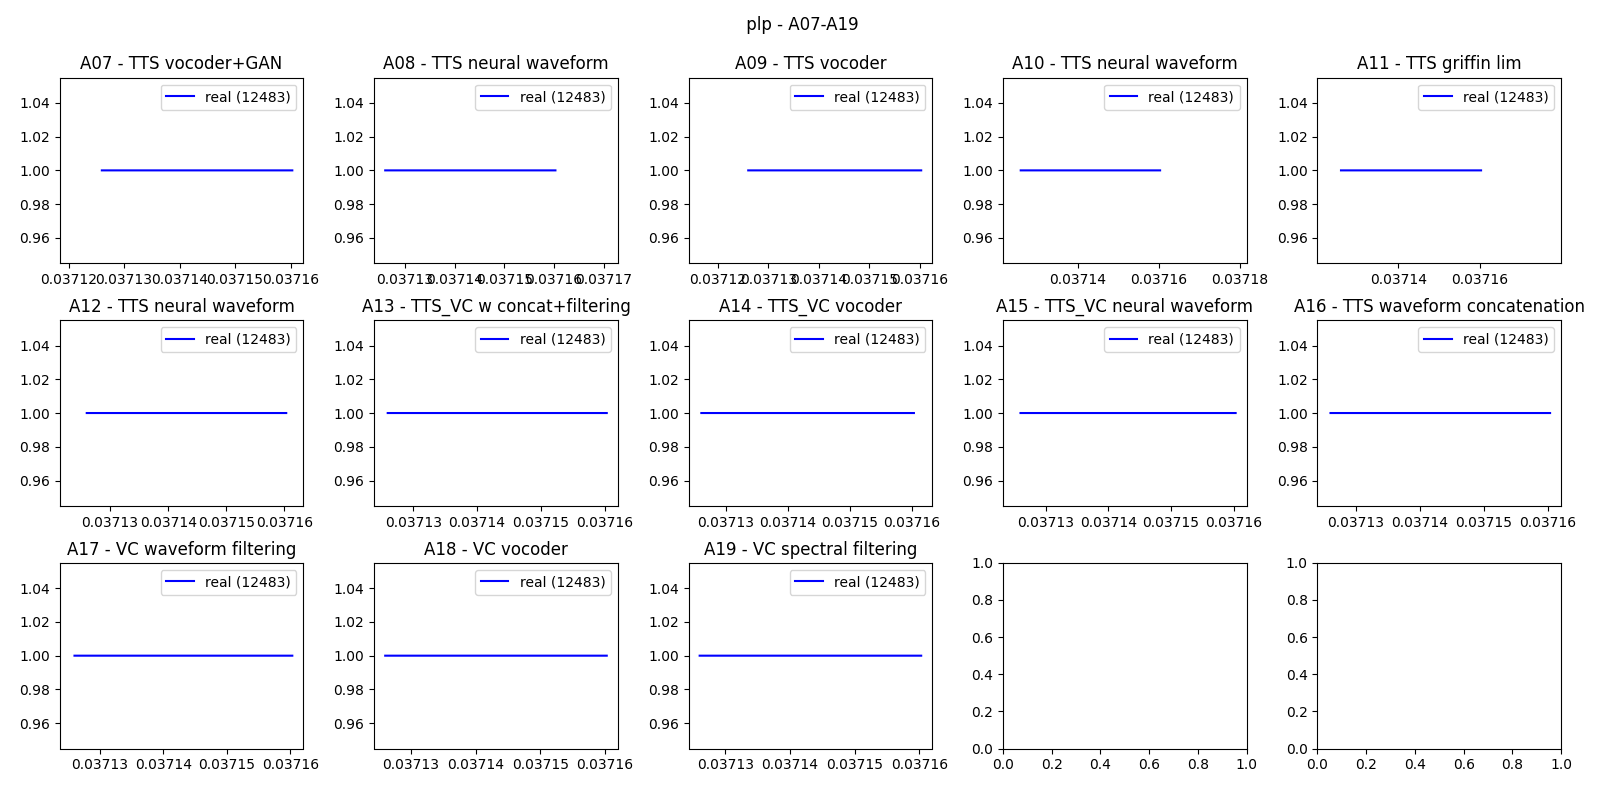 plp - A07-A19
A07 - TTS vocoder+GAN
real (12483)
1.04
1.02
1.00
0.98
0.96
0.03712 0.03713 0.03714 0.03715 0.03716
A08 - TTS neural waveform
real (12483)
1.04
1.02
1.00
0.98
0.96
0.03713 0.03714 0.03715 0.03716 0.03717
A09 - TTS vocoder
real (12483)
1.04
1.02
1.00
0.98
0.96
0.03712 0.03713 0.03714 0.03715 0.03716
A10 - TTS neural waveform
real (12483)
1.04
1.02
1.00
0.98
0.96
0.03714 0.03716 0.03718
A11 - TTS griffin lim
real (12483)
1.04
1.02
1.00
0.98
0.96
0.03714 0.03716
A12 - TTS neural waveform
real (12483)
1.04
1.02
1.00
0.98
0.96
0.03713 0.03714 0.03715 0.03716
A13 - TTS_VC w concat+filtering
real (12483)
1.04
1.02
1.00
0.98
0.96
0.03713 0.03714 0.03715 0.03716
A14 - TTS_VC vocoder
real (12483)
1.04
1.02
1.00
0.98
0.96
0.03713 0.03714 0.03715 0.03716
A15 - TTS_VC neural waveform
real (12483)
1.04
1.02
1.00
0.98
0.96
0.03713 0.03714 0.03715 0.03716
A16 - TTS waveform concatenation
real (12483)
1.04
1.02
1.00
0.98
0.96
0.03713 0.03714 0.03715 0.03716
A17 - VC waveform filtering
real (12483)
1.04
1.02
1.00
0.98
0.96
0.03713 0.03714 0.03715 0.03716
A18 - VC vocoder
real (12483)
1.04
1.02
1.00
0.98
0.96
0.03713 0.03714 0.03715 0.03716
A19 - VC spectral filtering
real (12483)
1.04
1.02
1.00
0.98
0.96
0.03713 0.03714 0.03715 0.03716
1.0
0.8
0.6
0.4
0.2
0.0
0.0 0.2 0.4 0.6 0.8 1.0
1.0
0.8
0.6
0.4
0.2
0.0
0.0 0.2 0.4 0.6 0.8 1.0